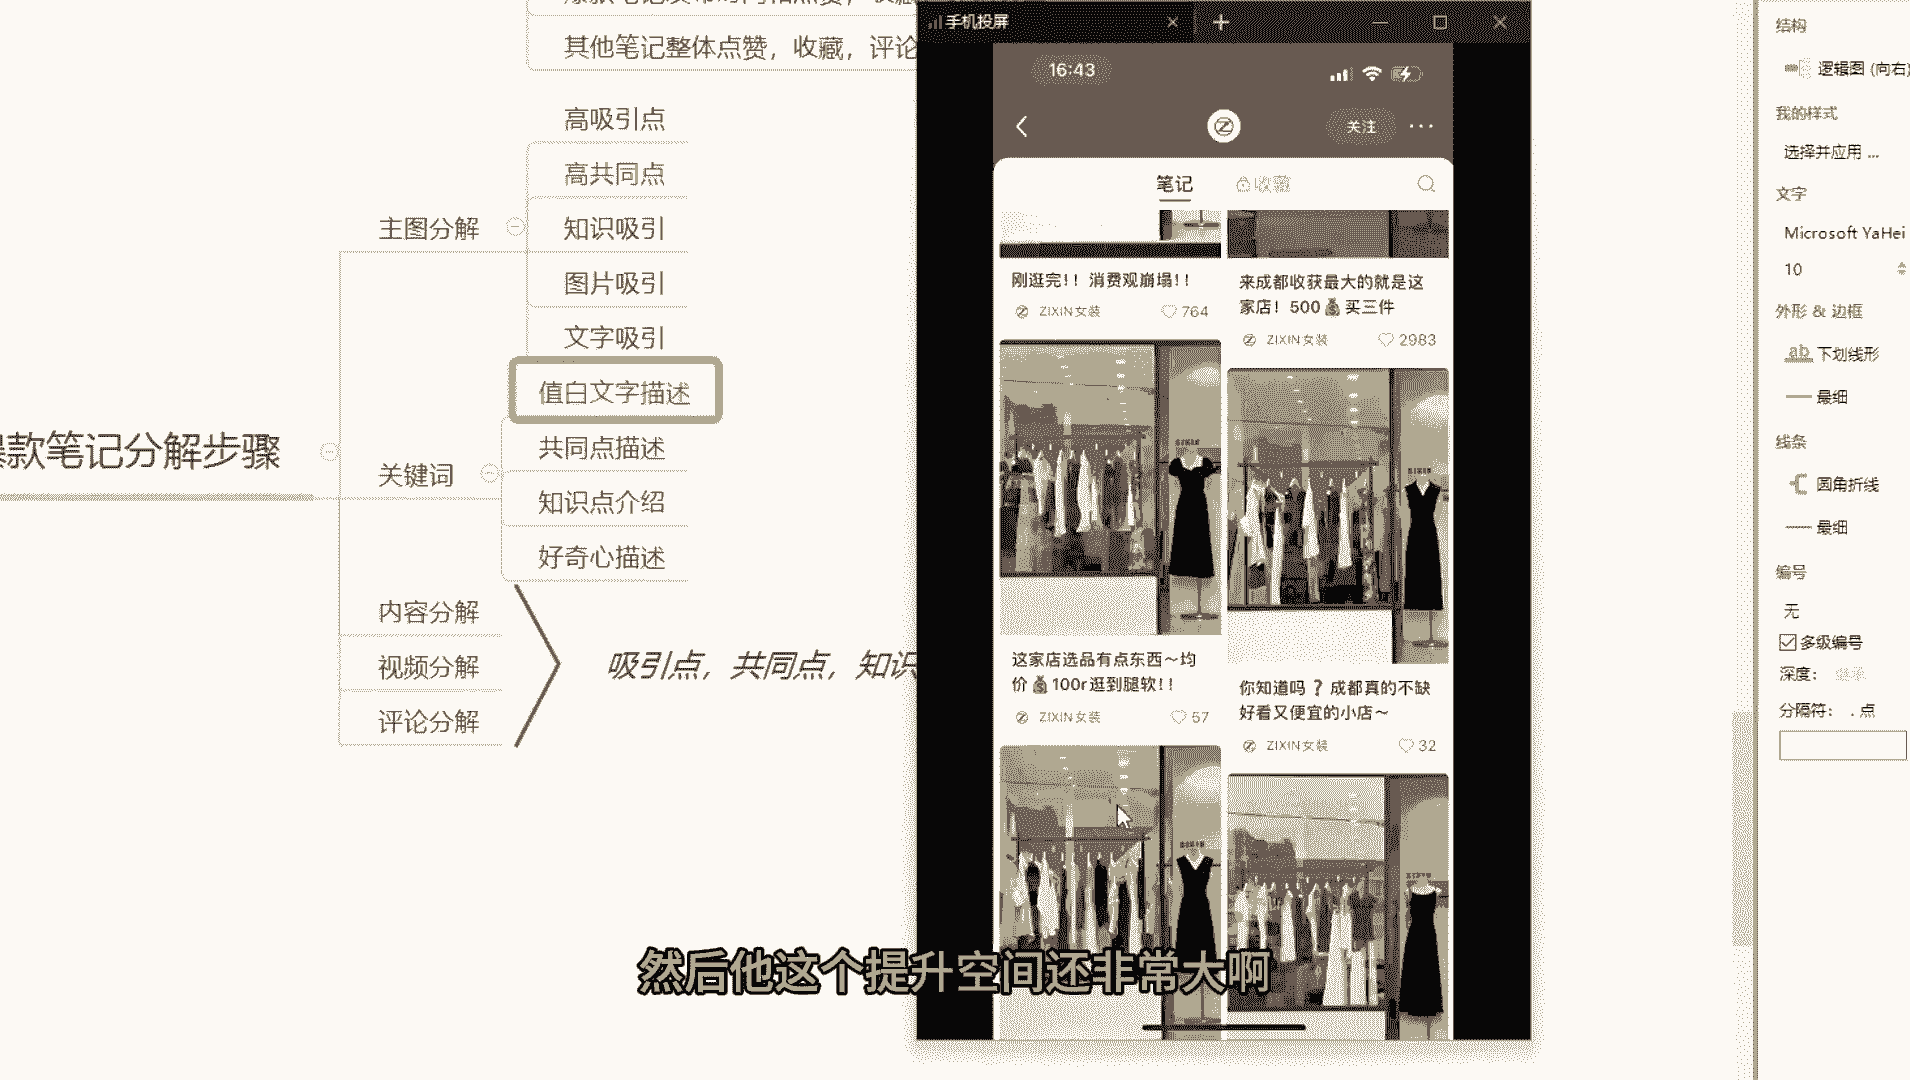 其他笔记整体点赞，收藏，评论
高吸引点
高共同点
主图分解
知识吸引
图片吸引
文字吸引
值白文字描述
共同点描述
款笔记分解步骤
关键词
知识点介绍
好奇心描述
内容分解
视频分解
吸引点，共同点，知识
评论分解
手机投屏
16:43
关注
笔记
收藏
刚逛完！！消费观崩塌！！
ZIXIN女装
764
来成都收获最大的就是这
家店！500💰买三件
ZIXIN女装
2983
这家店选品有点东西～均
价💰100r逛到腿软！！
ZIXIN女装
57
你知道吗？成都真的不缺
好看又便宜的小店～
ZIXIN女装
32
然后他这个提升空间还非常大啊
结构
逻辑图 (向右)
我的样式
选择并应用 ...
文字
Microsoft YaHei
10
外形 & 边框
ab 下划线形
最细
线条
圆角折线
最细
编号
无
多级编号
深度： 继承
分隔符： . 点